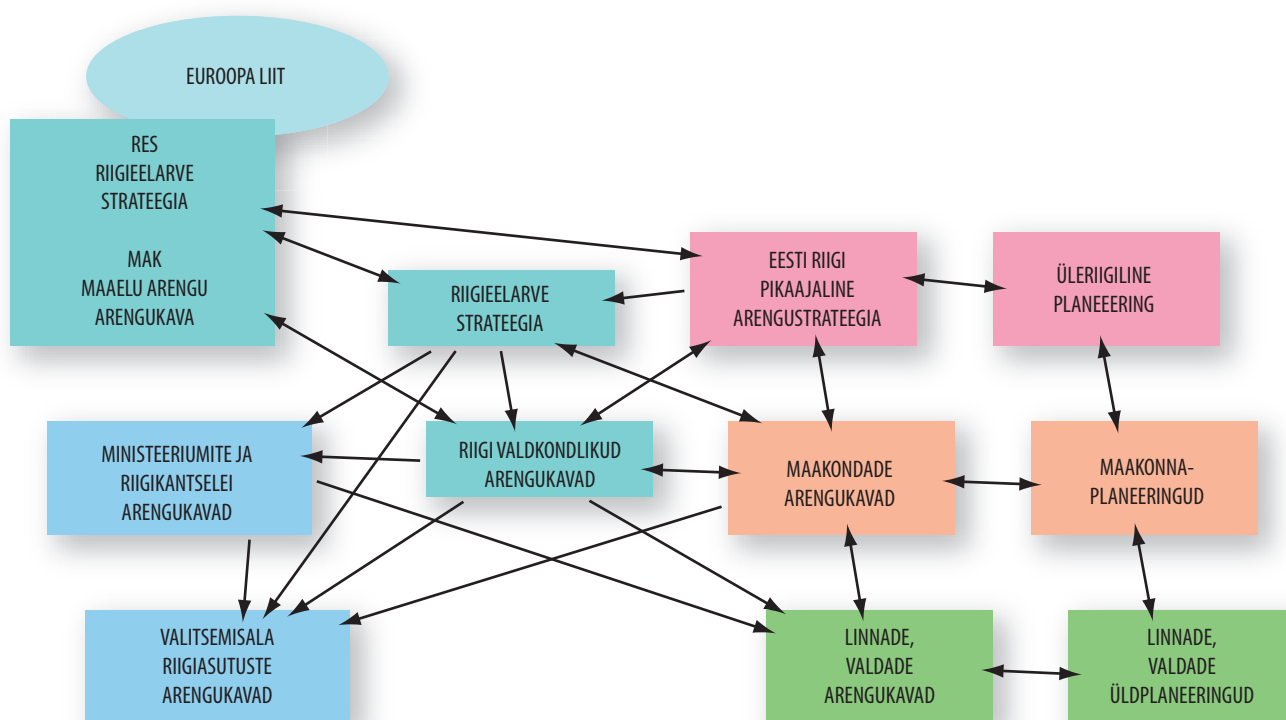 EUROOPA LIIT
RES
RIIGIEELARVE
STRATEEGIA
MAK
MAAELU ARENGU
ARENGUKAVA
RIIGIEELARVE
STRATEEGIA
EESTI RIIGI
PIKAAJALINE
ARENGUSTRATEEGIA
ÜLERIIGILINE
PLANEEERING
MINISTEERIUMITE JA
RIIGIKANTSELEI
ARENGUKAVAD
RIIGI VALDKONDLIKUD
ARENGUKAVAD
MAAKONDADE
ARENGUKAVAD
MAAKONNA-
PLANEERINGUD
VALITSEMISALA
RIIGIASUTUSTE
ARENGUKAVAD
LINNADE,
VALDADE
ARENGUKAVAD
LINNADE,
VALDADE
ÜLDPLANEERINGUD